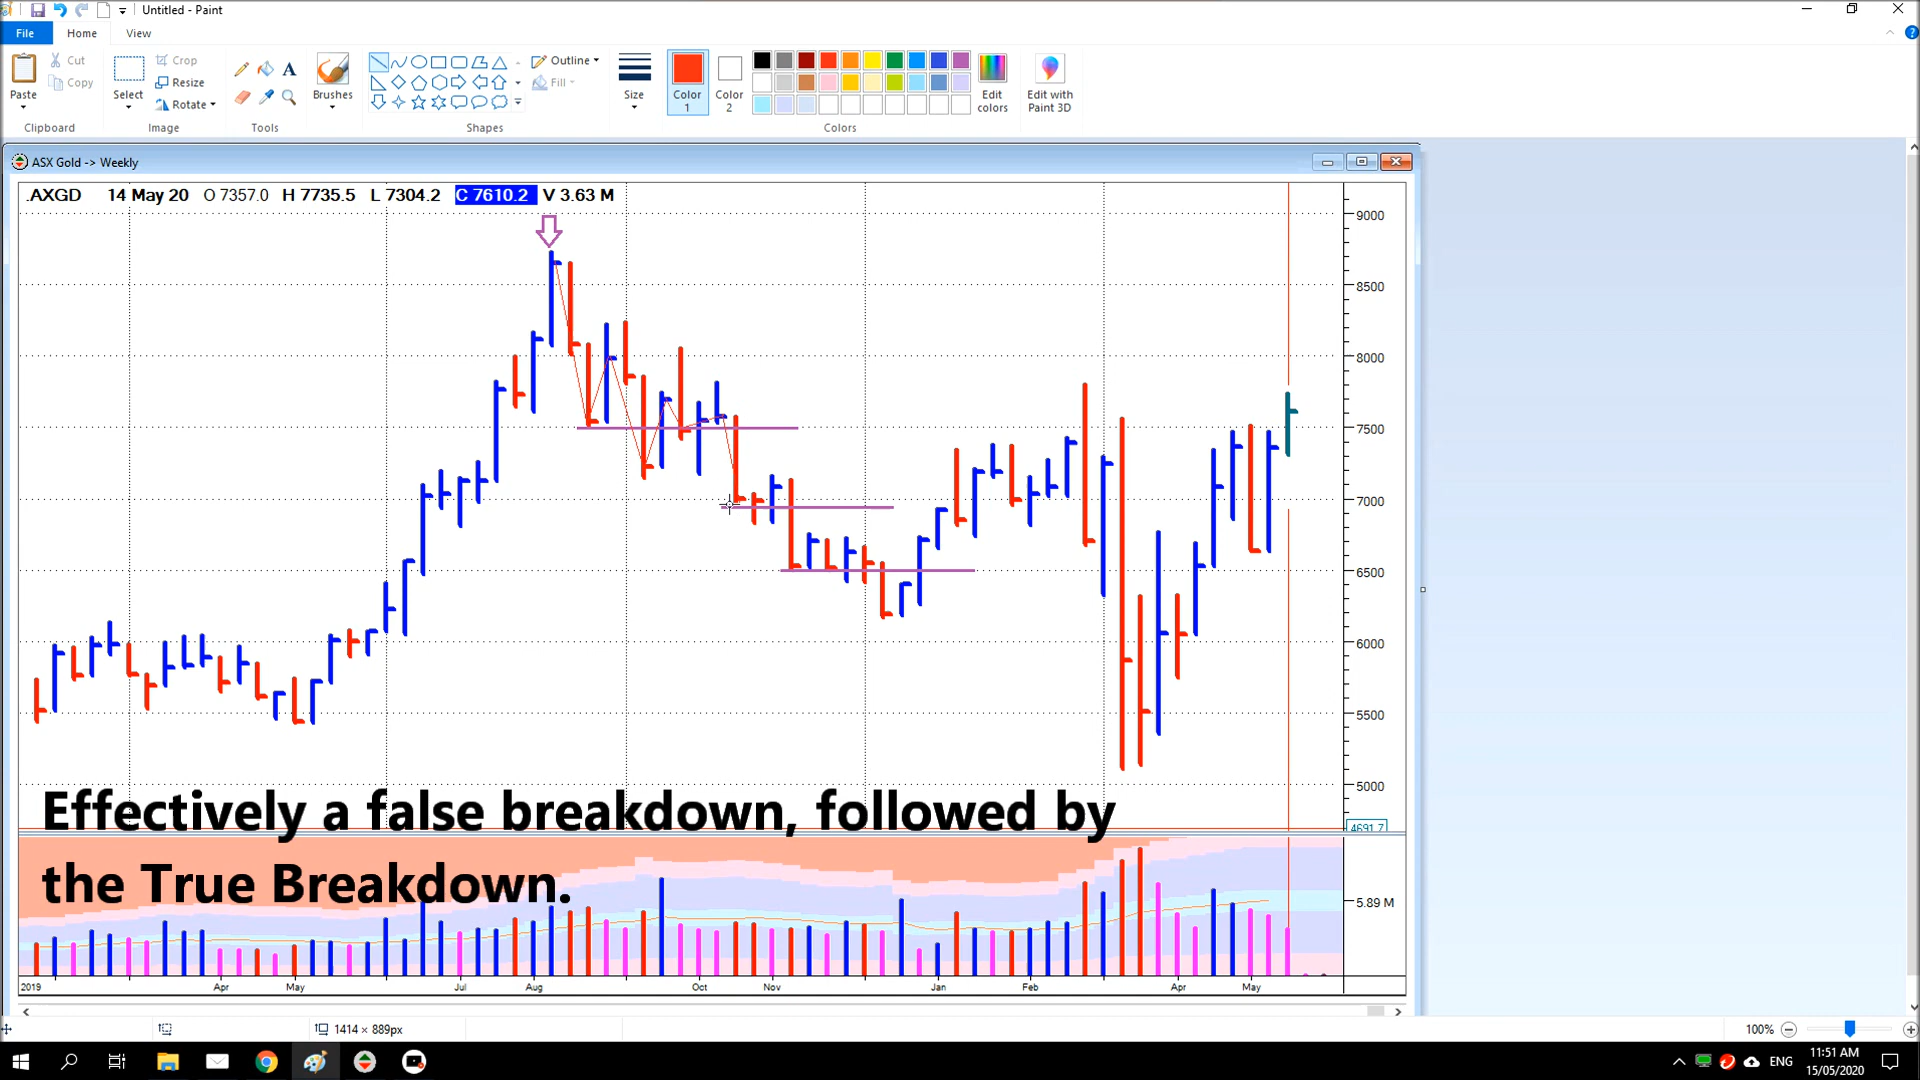 Untitled - Paint
File Home View
Paste
Cut
Copy
Clipboard
Select
Crop
Resize
Rotate
Image
Tools
Brushes
Shapes
Outline
Fill
Size
Color 1
Color 2
Colors
Edit colors
Edit with Paint 3D
ASX Gold -> Weekly
.AXGD 14 May 20 O 7357.0 H 7735.5 L 7304.2 C 7610.2 V 3.63 M
9000
8500
8000
7500
7000
6500
6000
5500
5000
4691.7
Effectively a false breakdown, followed by
the True Breakdown.
5.89 M
2019 Apr May Jul Aug Oct Nov Jan Feb Apr May
1414 × 889px
100%
ENG
11:51 AM
15/05/2020